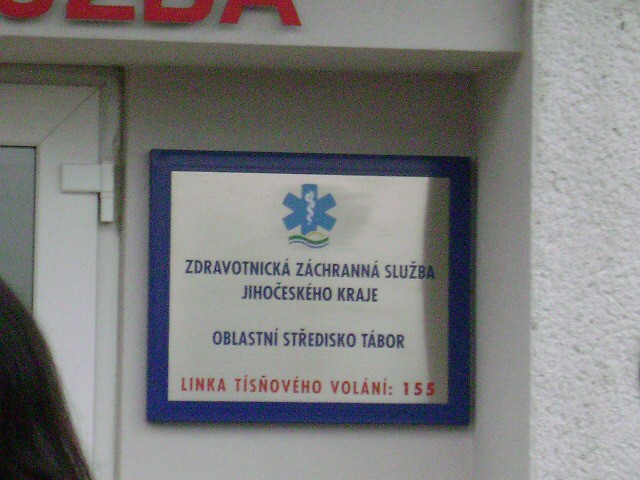 ZDRAVOTNICKÁ ZÁCHRANNÁ SLUŽBA
JIHOČESKÉHO KRAJE
OBLASTNÍ STŘEDISKO TÁBOR
LINKA TÍSŇOVÉHO VOLÁNÍ: 155